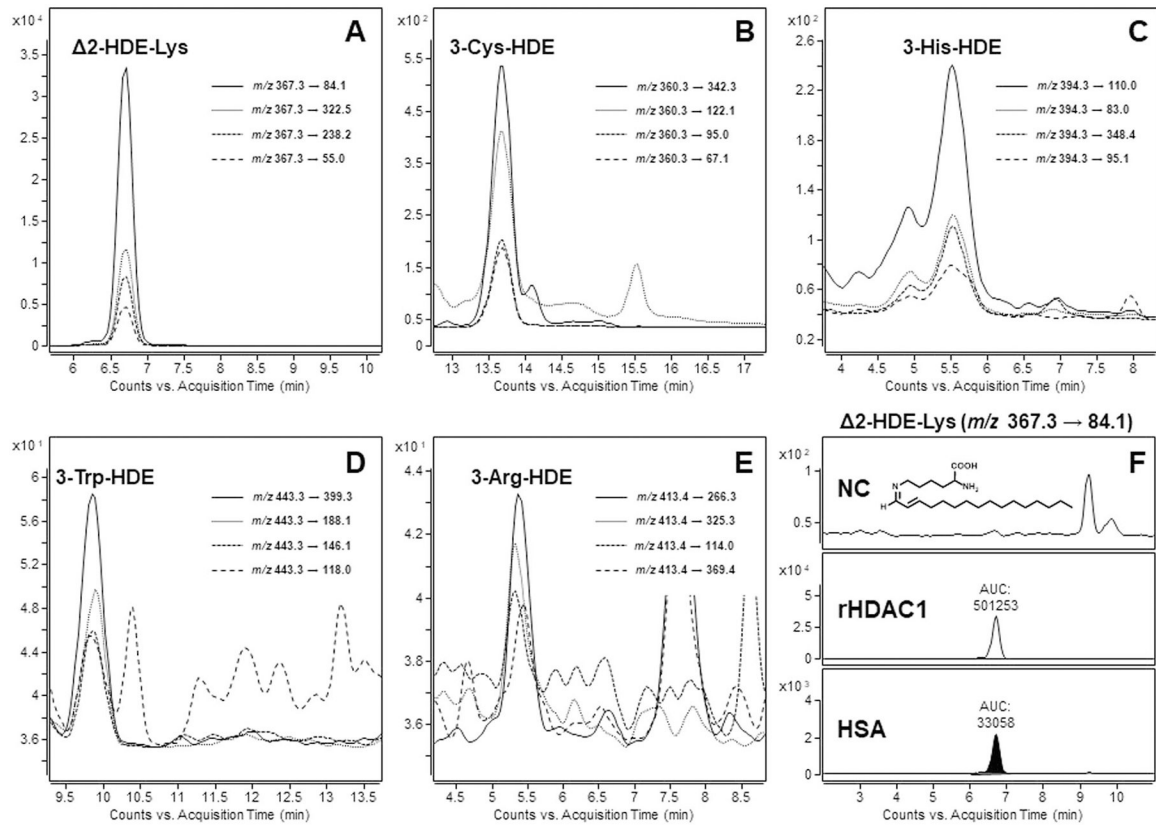 x10⁴
A
Δ2-HDE-Lys
m/z 367.3 → 84.1
m/z 367.3 → 322.5
m/z 367.3 → 238.2
m/z 367.3 → 55.0
3.5
3
2.5
2
1.5
1
0.5
0
6 6.5 7 7.5 8 8.5 9 9.5 10
Counts vs. Acquisition Time (min)
x10²
B
3-Cys-HDE
m/z 360.3 → 342.3
m/z 360.3 → 122.1
m/z 360.3 → 95.0
m/z 360.3 → 67.1
5.5
4.5
3.5
2.5
1.5
0.5
0
13 13.5 14 14.5 15 15.5 16 16.5 17
Counts vs. Acquisition Time (min)
x10²
C
3-His-HDE
m/z 394.3 → 110.0
m/z 394.3 → 83.0
m/z 394.3 → 348.4
m/z 394.3 → 95.1
2.6
2.2
1.8
1.4
1
0.6
0.2
4 4.5 5 5.5 6 6.5 7 7.5 8
Counts vs. Acquisition Time (min)
x10¹
D
3-Trp-HDE
m/z 443.3 → 399.3
m/z 443.3 → 188.1
m/z 443.3 → 146.1
m/z 443.3 → 118.0
6.2
5.8
5.4
5
4.6
4.2
3.8
3.4
9.5 10 10.5 11 11.5 12 12.5 13 13.5
Counts vs. Acquisition Time (min)
x10¹
E
3-Arg-HDE
m/z 413.4 → 266.3
m/z 413.4 → 325.3
m/z 413.4 → 114.0
m/z 413.4 → 369.4
4.4
4.2
4
3.8
3.6
4.5 5 5.5 6 6.5 7 7.5 8 8.5
Counts vs. Acquisition Time (min)
Δ2-HDE-Lys (m/z 367.3 → 84.1)
x10²
F
1
0.5
NC
COOH
N
NH₂
H
x10⁴
5
2.5
0
rHDAC1
AUC:
501253
x10³
4
2
0
HSA
AUC:
33058
3 4 5 6 7 8 9 10
Counts vs. Acquisition Time (min)